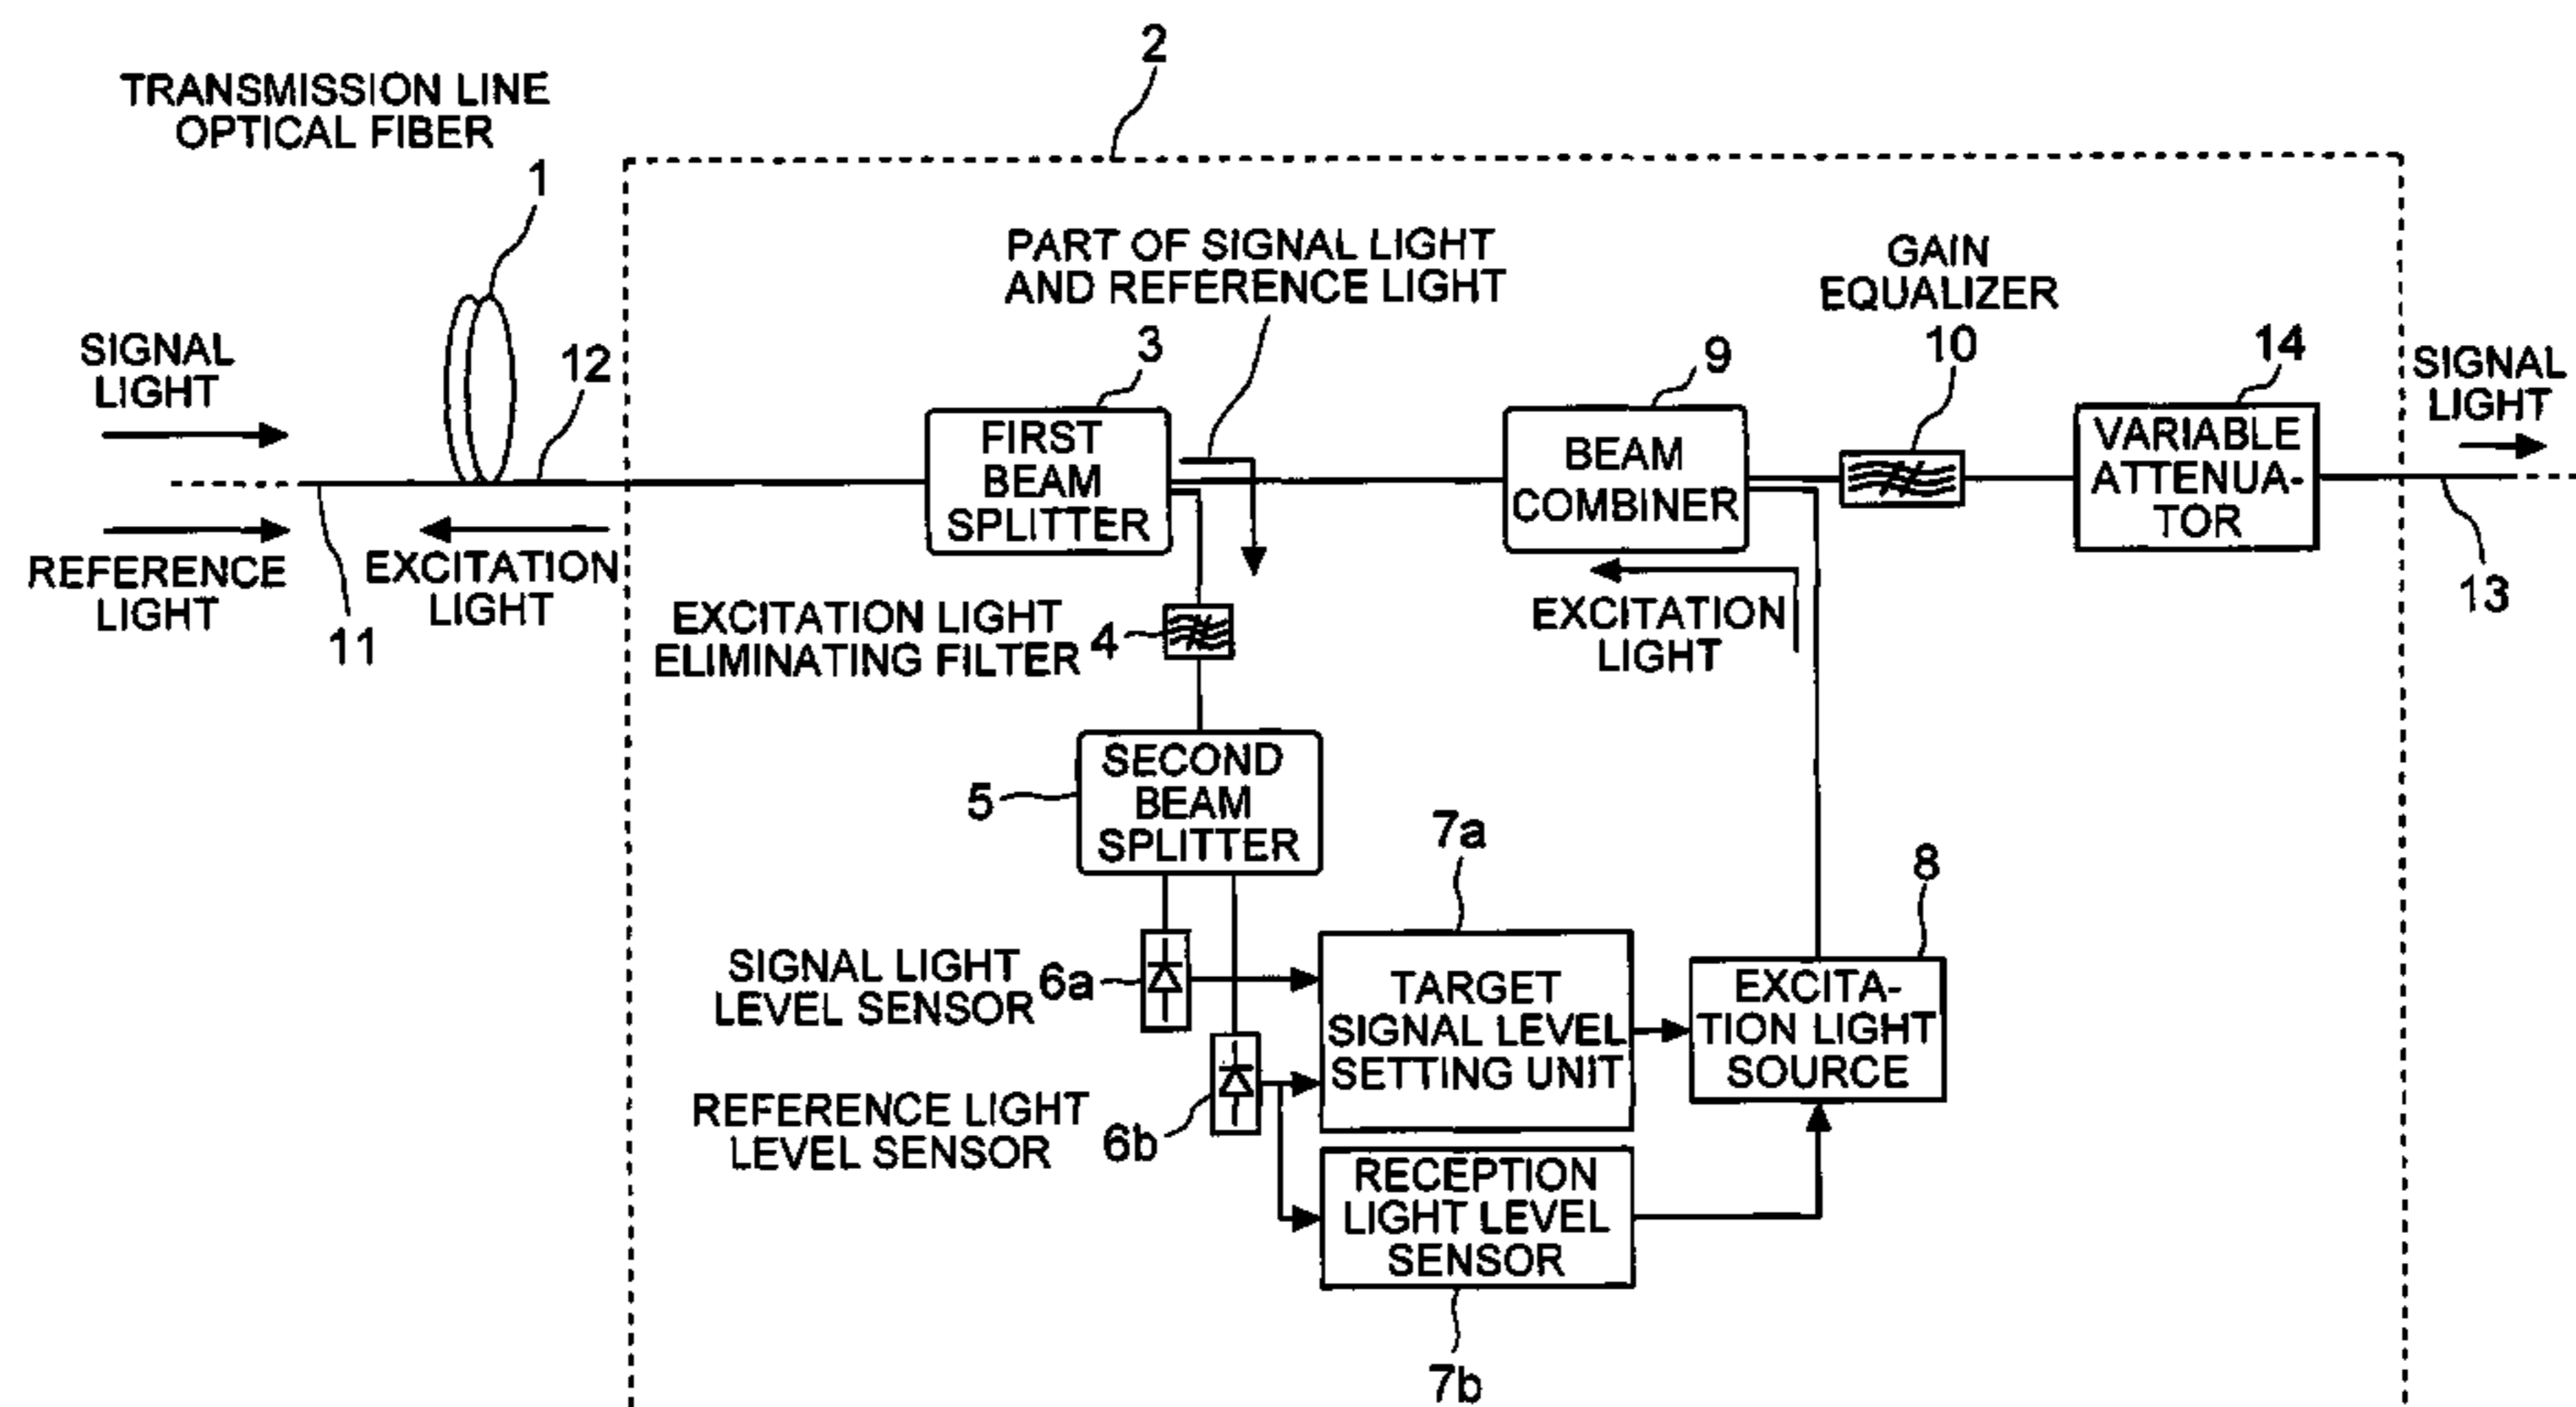 2
TRANSMISSION LINE
OPTICAL FIBER
1
PART OF SIGNAL LIGHT
AND REFERENCE LIGHT
GAIN
EQUALIZER
10
SIGNAL
LIGHT
12
3
9
14
SIGNAL
LIGHT
FIRST
BEAM
SPLITTER
BEAM
COMBINER
VARIABLE
ATTENUA-
TOR
REFERENCE
LIGHT
11
EXCITATION
LIGHT
EXCITATION LIGHT
ELIMINATING FILTER
4
EXCITATION
LIGHT
13
5
SECOND
BEAM
SPLITTER
7a
8
SIGNAL LIGHT
LEVEL SENSOR
6a
TARGET
SIGNAL LEVEL
SETTING UNIT
EXCITA-
TION LIGHT
SOURCE
REFERENCE LIGHT
LEVEL SENSOR
6b
RECEPTION
LIGHT LEVEL
SENSOR
7b